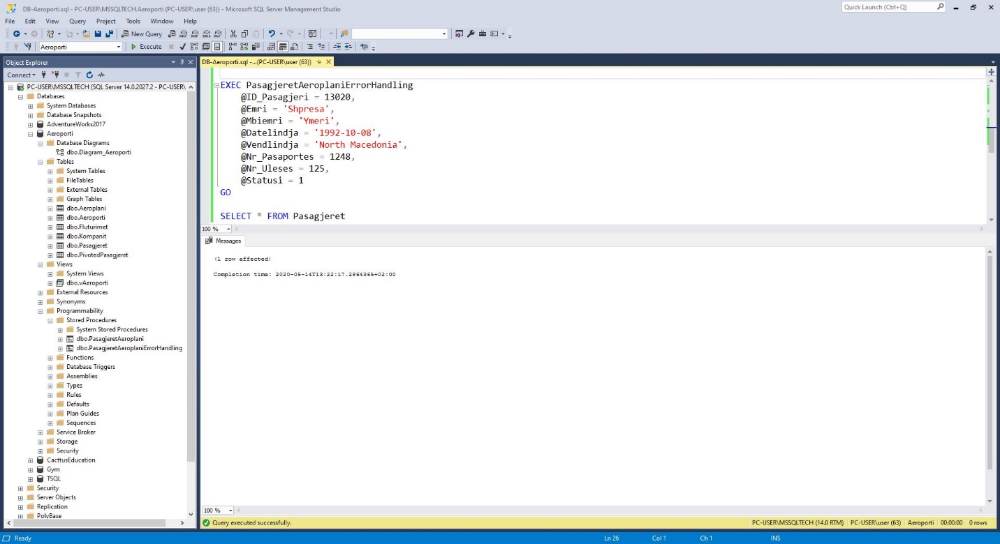 DB-Aeroporti.sql - PC-USER\MSSQLTECH.Aeroporti (PC-USER\user (63)) - Microsoft SQL Server Management Studio
Quick Launch (Ctrl+Q)
File Edit View Query Project Tools Window Help
New Query
Aeroporti
Execute
Object Explorer
Connect
PC-USER\MSSQLTECH (SQL Server 14.0.2027.2 - PC-USER\
Databases
System Databases
Database Snapshots
AdventureWorks2017
Aeroporti
Database Diagrams
dbo.Diagram_Aeroporti
Tables
System Tables
FileTables
External Tables
Graph Tables
dbo.Aeroplani
dbo.Aeroporti
dbo.Fluturimet
dbo.Kompanit
dbo.Pasagjeret
dbo.PivotedPasagjeret
Views
System Views
dbo.vAeroporti
External Resources
Synonyms
Programmability
Stored Procedures
System Stored Procedures
dbo.PasagjeretAeroplani
dbo.PasagjeretAeroplaniErrorHandling
Functions
Database Triggers
Assemblies
Types
Rules
Defaults
Plan Guides
Sequences
Service Broker
Storage
Security
CacttusEducation
Gym
TSQL
Security
Server Objects
Replication
PolyBase
DB-Aeroporti.sql -...(PC-USER\user (63))
EXEC PasagjeretAeroplaniErrorHandling
@ID_Pasagjeri = 13020,
@Emri = 'Shpresa',
@Mbiemri = 'Ymeri',
@Datelindja = '1992-10-08',
@Vendlindja = 'North Macedonia',
@Nr_Pasaportes = 1248,
@Nr_Uleses = 125,
@Statusi = 1
GO
SELECT * FROM Pasagjeret
100 %
Messages
(1 row affected)
Completion time: 2020-05-14T13:22:17.2864365+02:00
100 %
Query executed successfully.
PC-USER\MSSQLTECH (14.0 RTM) PC-USER\user (63) Aeroporti 00:00:00 0 rows
Ready Ln 26 Col 1 Ch 1 INS